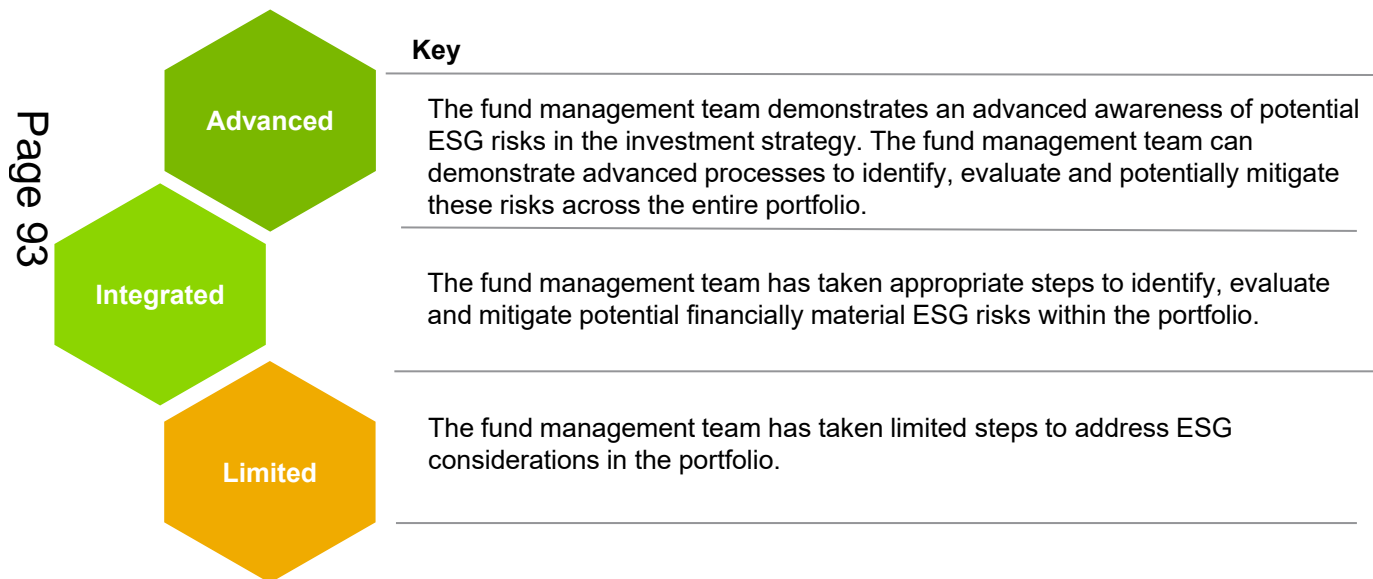 Key
Advanced
The fund management team demonstrates an advanced awareness of potential
ESG risks in the investment strategy. The fund management team can
demonstrate advanced processes to identify, evaluate and potentially mitigate
these risks across the entire portfolio.
Page 93
Integrated
The fund management team has taken appropriate steps to identify, evaluate
and mitigate potential financially material ESG risks within the portfolio.
Limited
The fund management team has taken limited steps to address ESG
considerations in the portfolio.